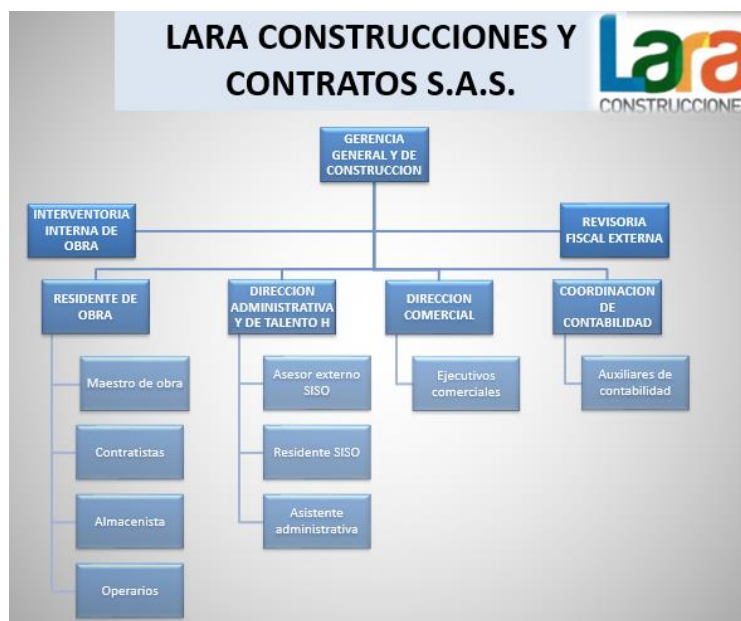 LARA CONSTRUCCIONES Y
CONTRATOS S.A.S.
Lara
CONSTRUCCIONE
GERENCIA
GENERAL Y DE
CONSTRUCCION
INTERVENTORIA
INTERNA DE
OBRA
REVISORIA
FISCAL EXTERNA
RESIDENTE DE
OBRA
DIRECCION
ADMINISTRATIVA
Y DE TALENTO H
DIRECCION
COMERCIAL
COORDINACION
DE
CONTABILIDAD
Maestro de obra
Contratistas
Almacenista
Operarios
Asesor externo
SISO
Residente SISO
Asistente
administrativa
Ejecutivos
comerciales
Auxiliares de
contabilidad